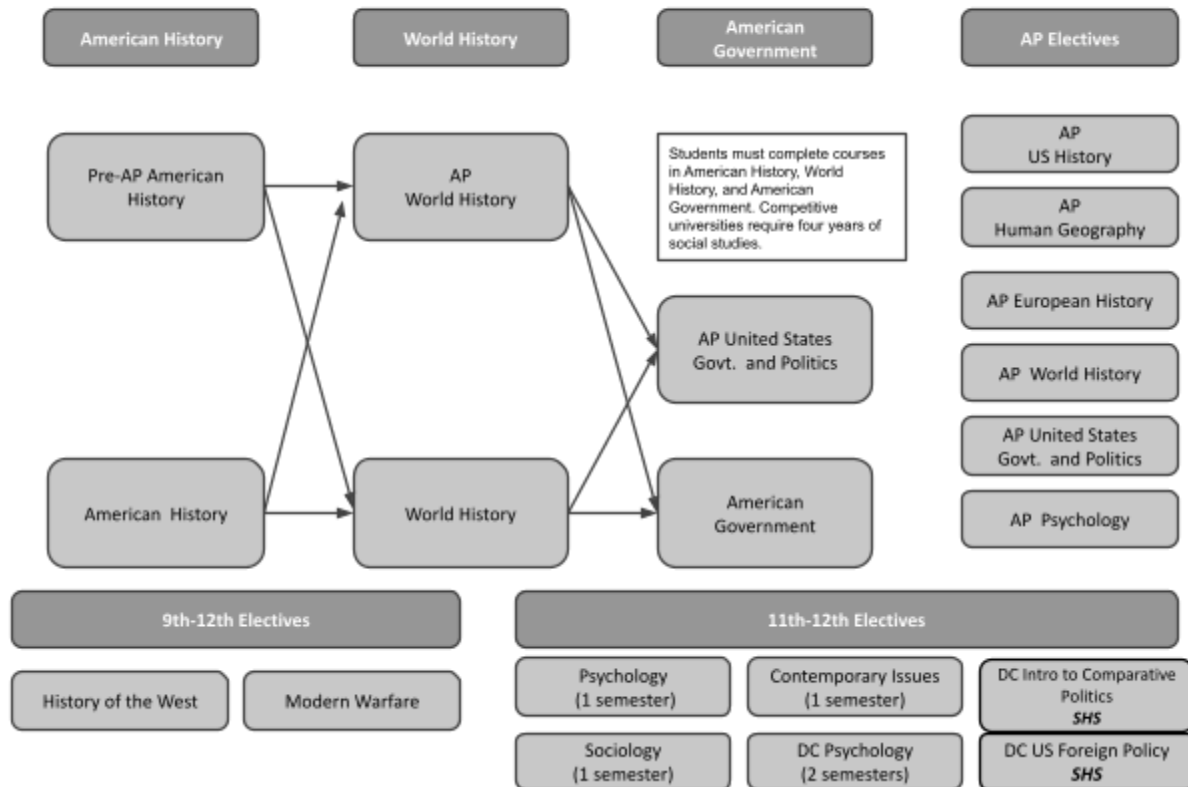 American History
World History
American
Government
AP Electives
Pre-AP American
History
AP
World History
Students must complete courses
in American History, World
History, and American
Government. Competitive
universities require four years of
social studies.
AP
US History
AP
Human Geography
AP United States
Govt. and Politics
AP European History
AP World History
American History
World History
American
Government
AP United States
Govt. and Politics
AP Psychology
9th-12th Electives
11th-12th Electives
History of the West
Modern Warfare
Psychology
(1 semester)
Contemporary Issues
(1 semester)
DC Intro to Comparative
Politics
SHS
Sociology
(1 semester)
DC Psychology
(2 semesters)
DC US Foreign Policy
SHS